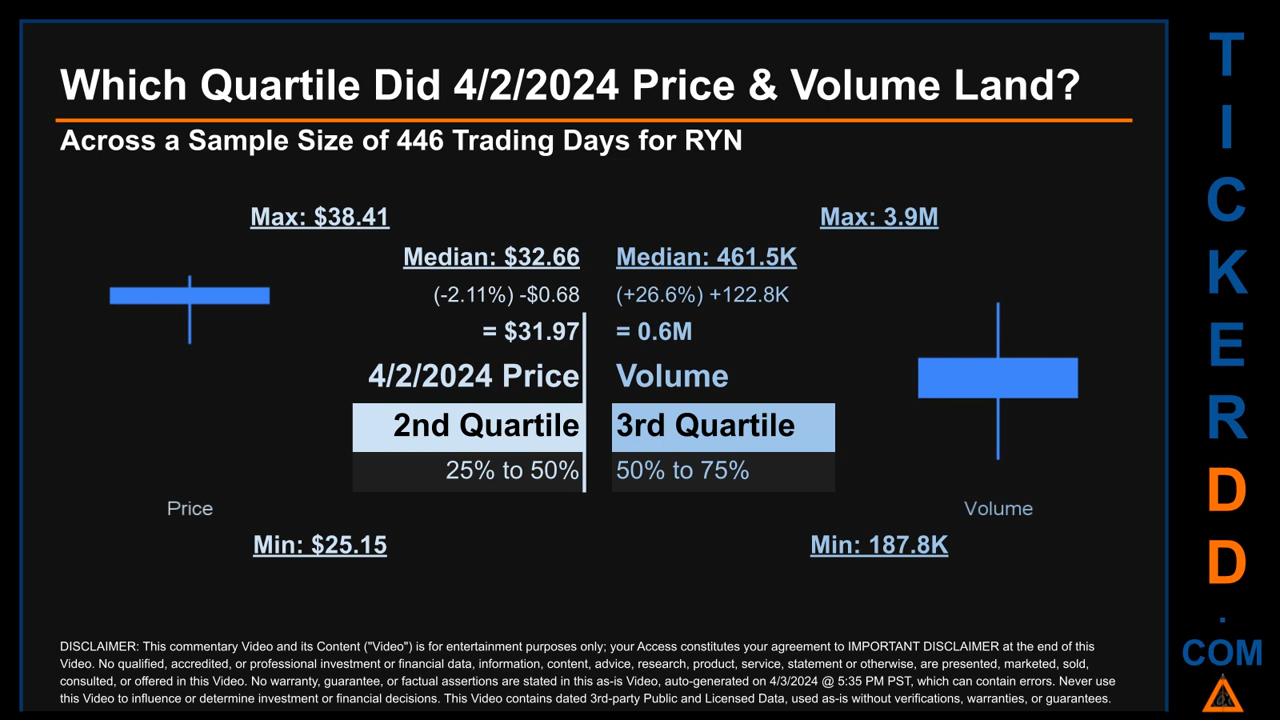 Which Quartile Did 4/2/2024 Price & Volume Land?
Across a Sample Size of 446 Trading Days for RYN
Max: $38.41
Max: 3.9M
Median: $32.66
Median: 461.5K
(-2.11%) -$0.68
(+26.6%) +122.8K
= $31.97
= 0.6M
4/2/2024 Price
Volume
2nd Quartile
3rd Quartile
25% to 50%
50% to 75%
Price
Volume
Min: $25.15
Min: 187.8K
DISCLAIMER: This commentary Video and its Content ("Video") is for entertainment purposes only; your Access constitutes your agreement to IMPORTANT DISCLAIMER at the end of this
Video. No qualified, accredited, or professional investment or financial data, information, content, advice, research, product, service, statement or otherwise, are presented, marketed, sold,
consulted, or offered in this Video. No warranty, guarantee, or factual assertions are stated in this as-is Video, auto-generated on 4/3/2024 @ 5:35 PM PST, which can contain errors. Never use
this Video to influence or determine investment or financial decisions. This Video contains dated 3rd-party Public and Licensed Data, used as-is without verifications, warranties, or guarantees.
T
I
C
K
E
R
D
D
.
COM